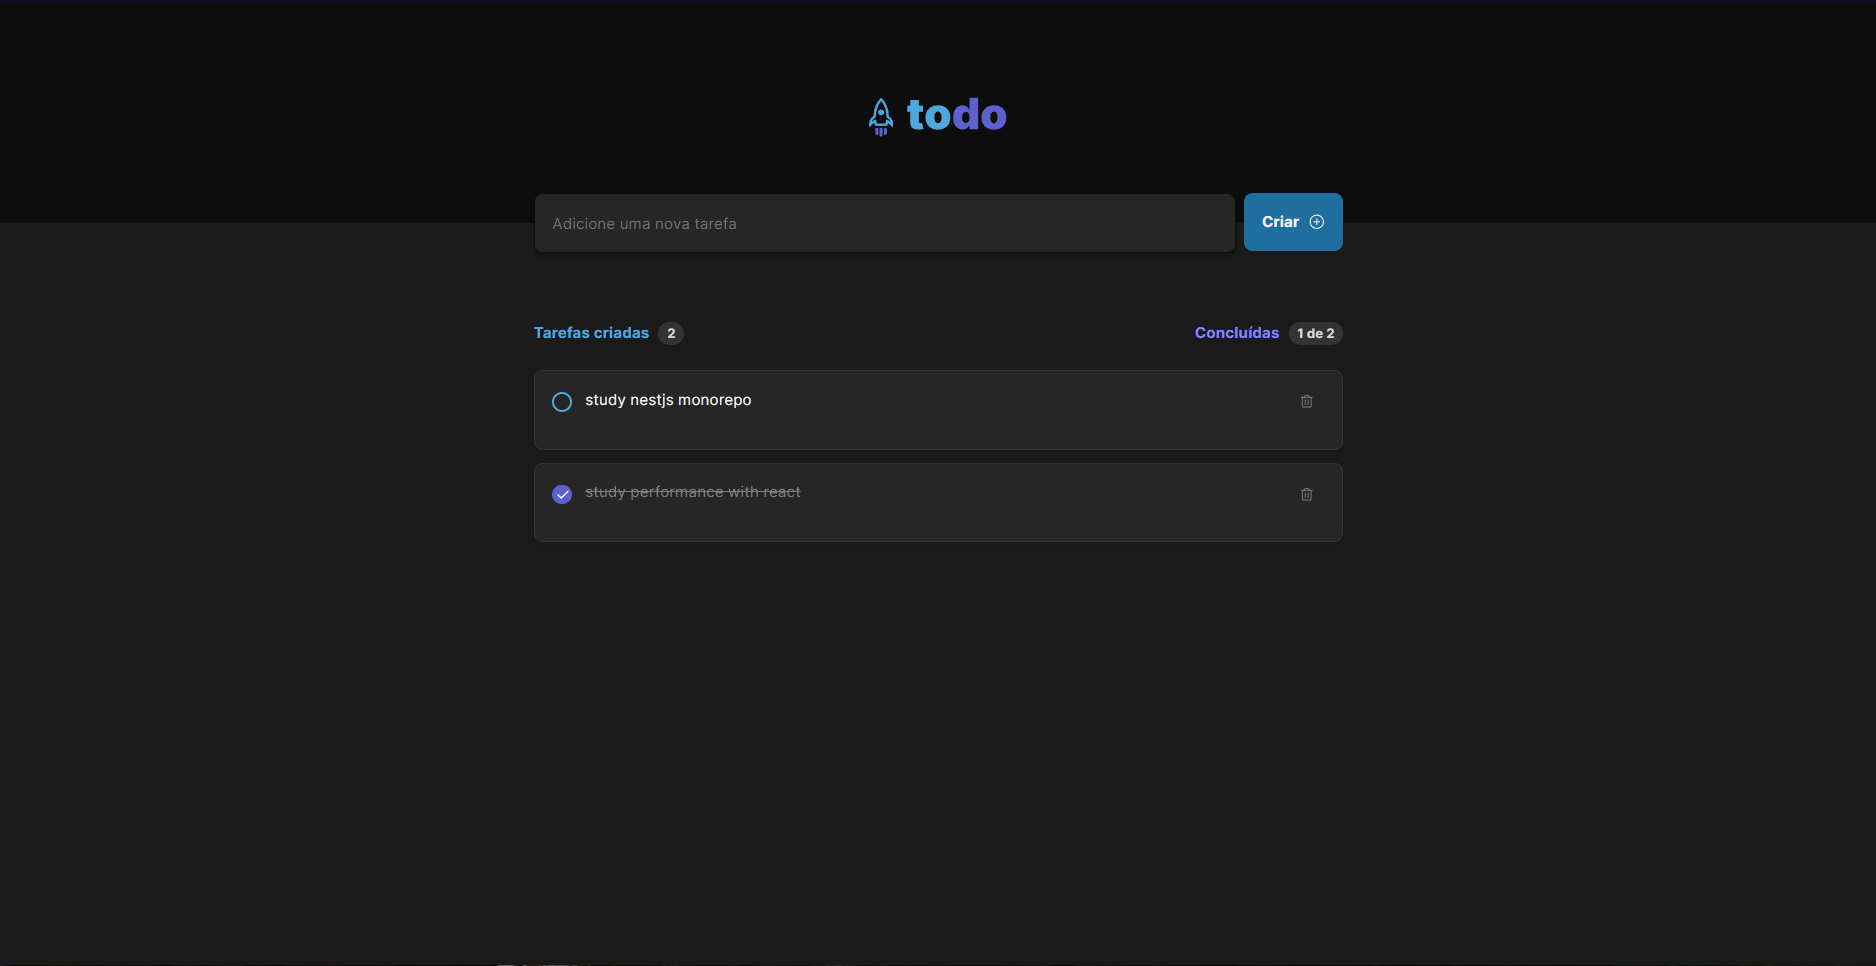 todo
Adicione uma nova tarefa
Criar
Tarefas criadas 2
Concluídas 1 de 2
study nestjs monorepo
study performance with react